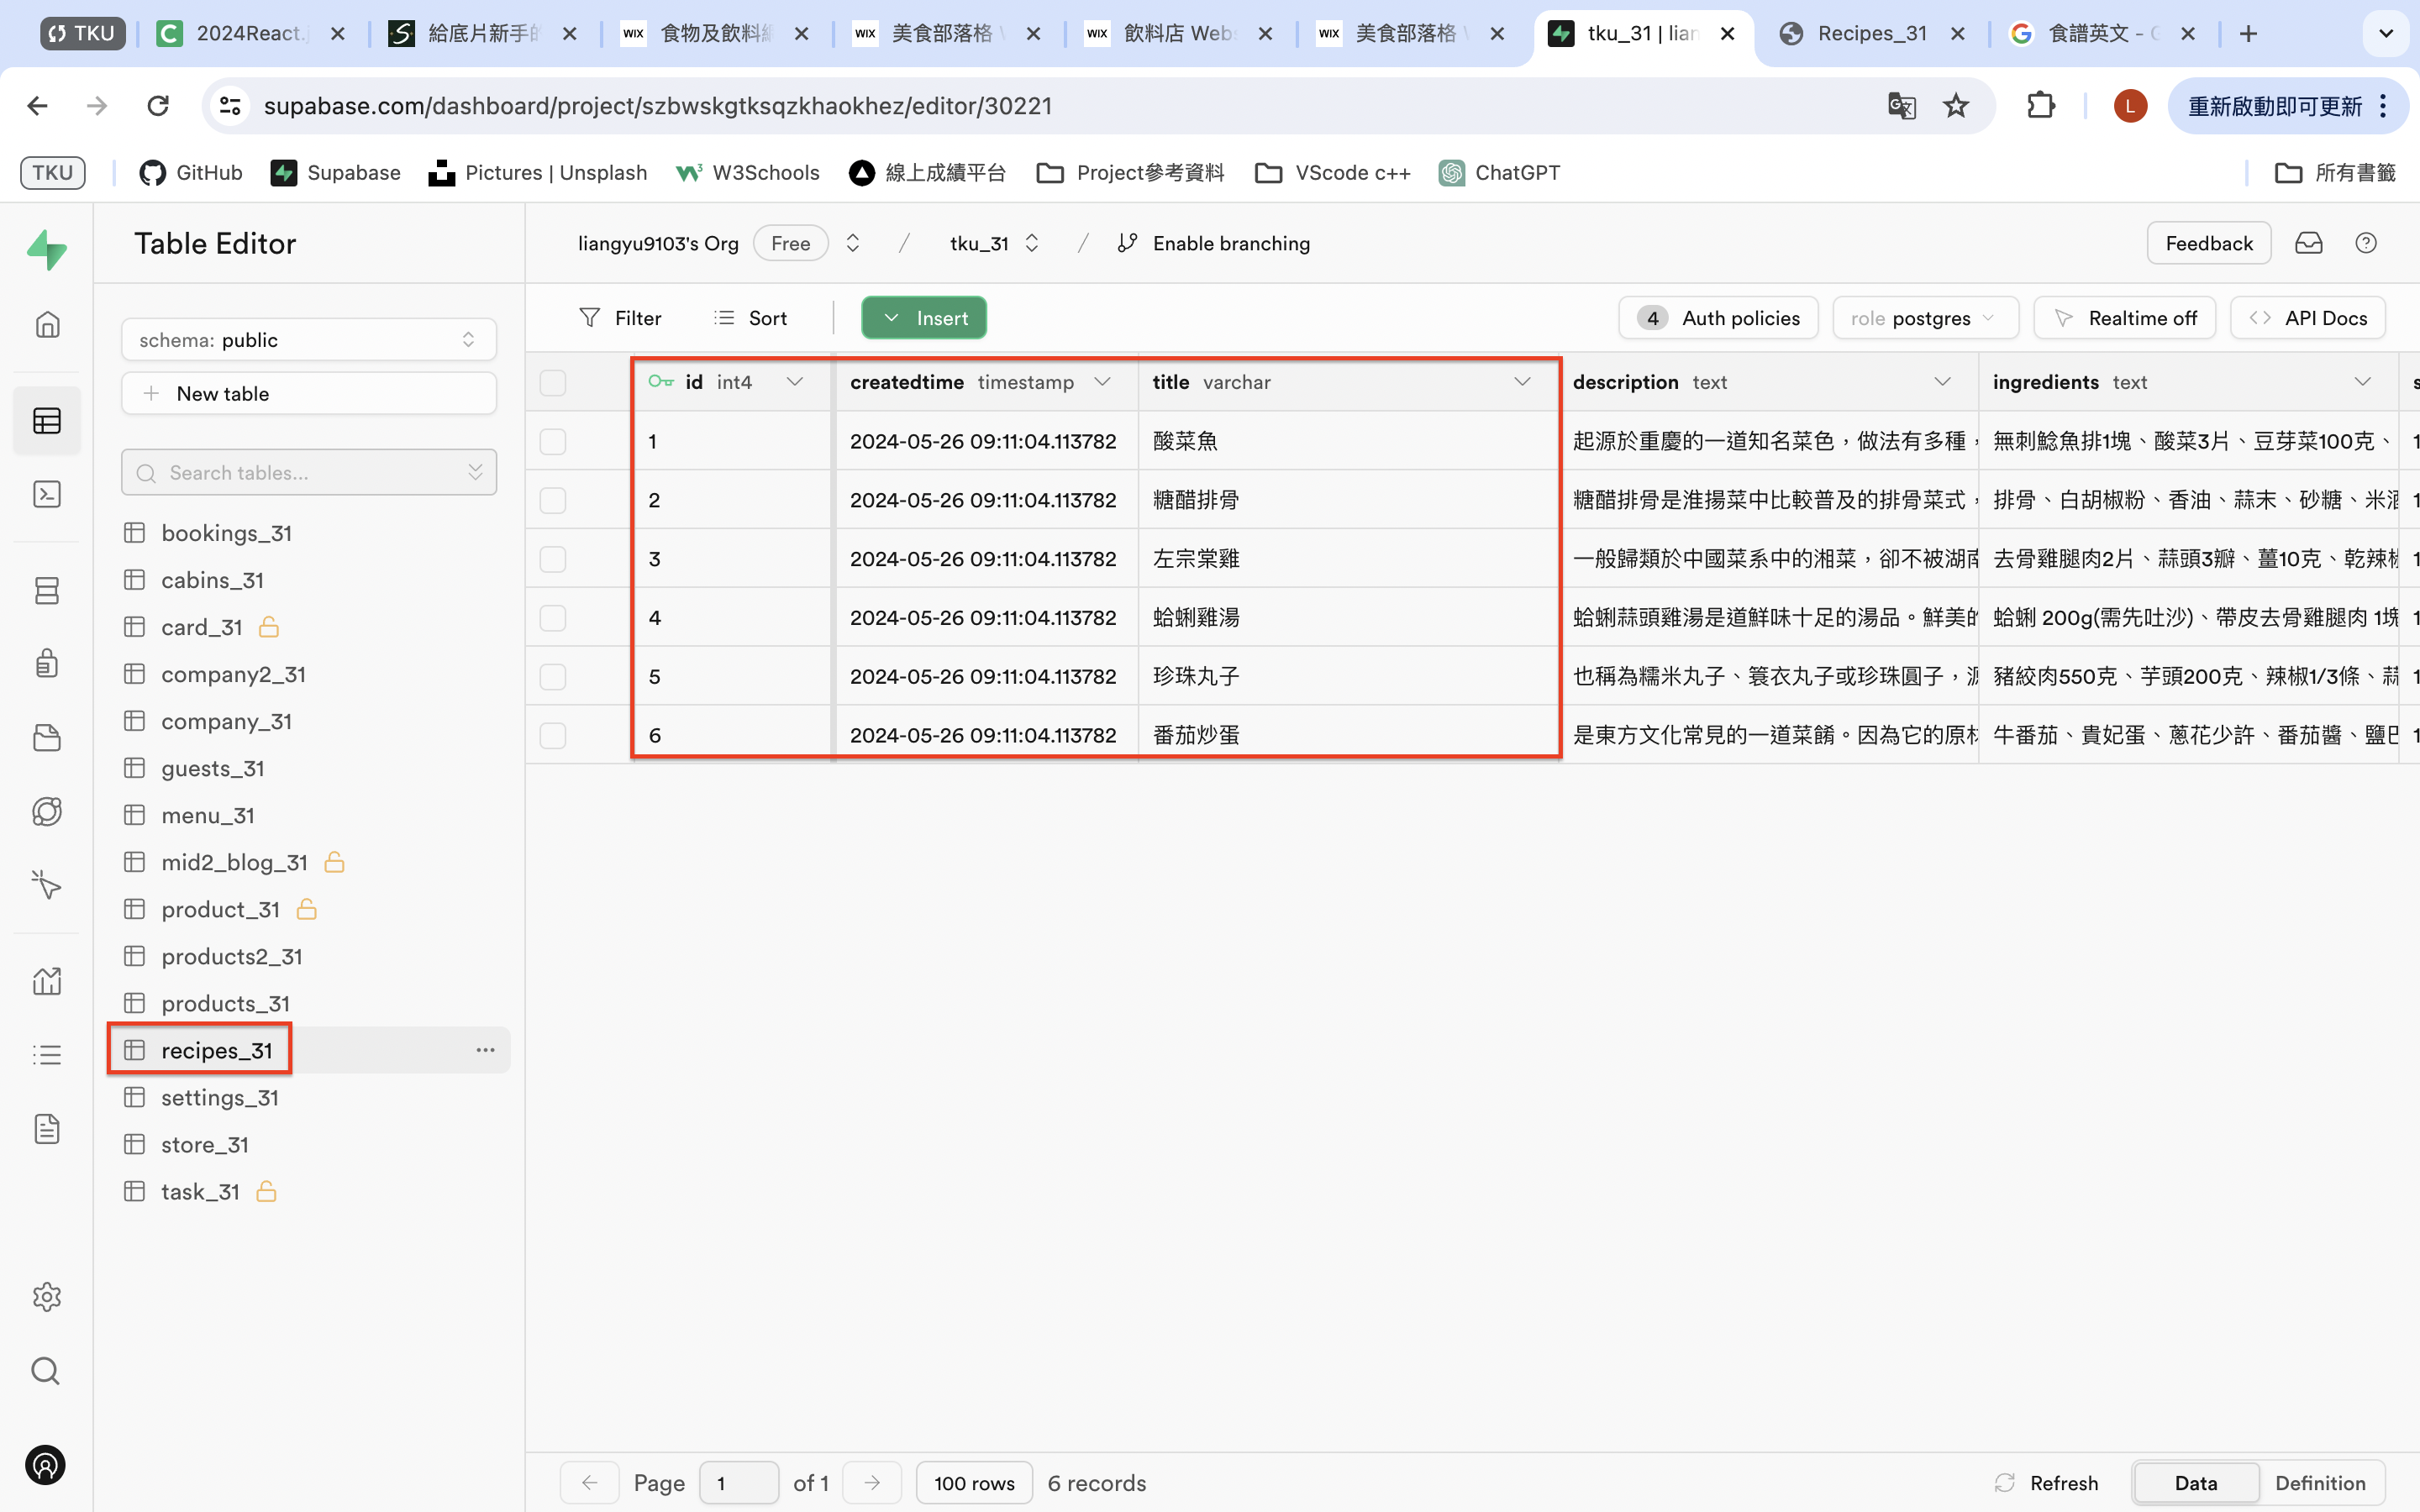 TKU
2024React.j
給底片新手的
WIX 食物及飲料網
WIX 美食部落格 W
WIX 飲料店 Webs
WIX 美食部落格 W
tku_31 | lian
Recipes_31
食譜英文 - G
supabase.com/dashboard/project/szbwskgtksqzkhaokhez/editor/30221
L
重新啟動即可更新
TKU
GitHub
Supabase
Pictures | Unsplash
W3Schools
線上成績平台
Project參考資料
VScode c++
ChatGPT
所有書籤
Table Editor
liangyu9103's Org Free / tku_31 / Enable branching
Feedback
schema: public
New table
Search tables...
bookings_31
cabins_31
card_31
company2_31
company_31
guests_31
menu_31
mid2_blog_31
product_31
products2_31
products_31
recipes_31
settings_31
store_31
task_31
Filter Sort Insert
4 Auth policies role postgres Realtime off API Docs
id int4 createdtime timestamp title varchar description text ingredients text s
1 2024-05-26 09:11:04.113782 酸菜魚 起源於重慶的一道知名菜色，做法有多種， 無刺鯰魚排1塊、酸菜3片、豆芽菜100克、 1
2 2024-05-26 09:11:04.113782 糖醋排骨 糖醋排骨是淮揚菜中比較普及的排骨菜式， 排骨、白胡椒粉、香油、蒜末、砂糖、米酒 1
3 2024-05-26 09:11:04.113782 左宗棠雞 一般歸類於中國菜系中的湘菜，卻不被湖南 去骨雞腿肉2片、蒜頭3瓣、薑10克、乾辣椒 1
4 2024-05-26 09:11:04.113782 蛤蜊雞湯 蛤蜊蒜頭雞湯是道鮮味十足的湯品。鮮美的 蛤蜊 200g(需先吐沙)、帶皮去骨雞腿肉 1塊 1
5 2024-05-26 09:11:04.113782 珍珠丸子 也稱為糯米丸子、簑衣丸子或珍珠圓子，源 豬絞肉550克、芋頭200克、辣椒1/3條、蒜 1
6 2024-05-26 09:11:04.113782 番茄炒蛋 是東方文化常見的一道菜餚。因為它的原材 牛番茄、貴妃蛋、蔥花少許、番茄醬、鹽巴 1
Page 1 of 1 100 rows 6 records
Refresh Data Definition